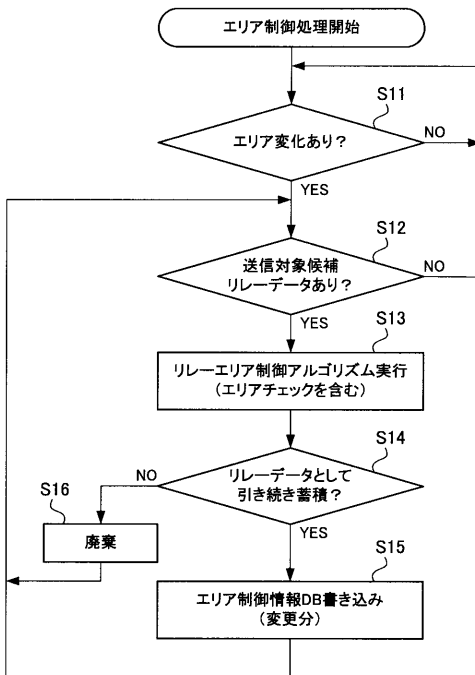 エリア制御処理開始
S11
エリア変化あり？
NO
YES
S12
送信対象候補
リレーデータあり？
NO
YES
S13
リレーエリア制御アルゴリズム実行
（エリアチェックを含む）
S14
リレーデータとして
引き続き蓄積？
NO
YES
S16
廃棄
S15
エリア制御情報DB書き込み
（変更分）